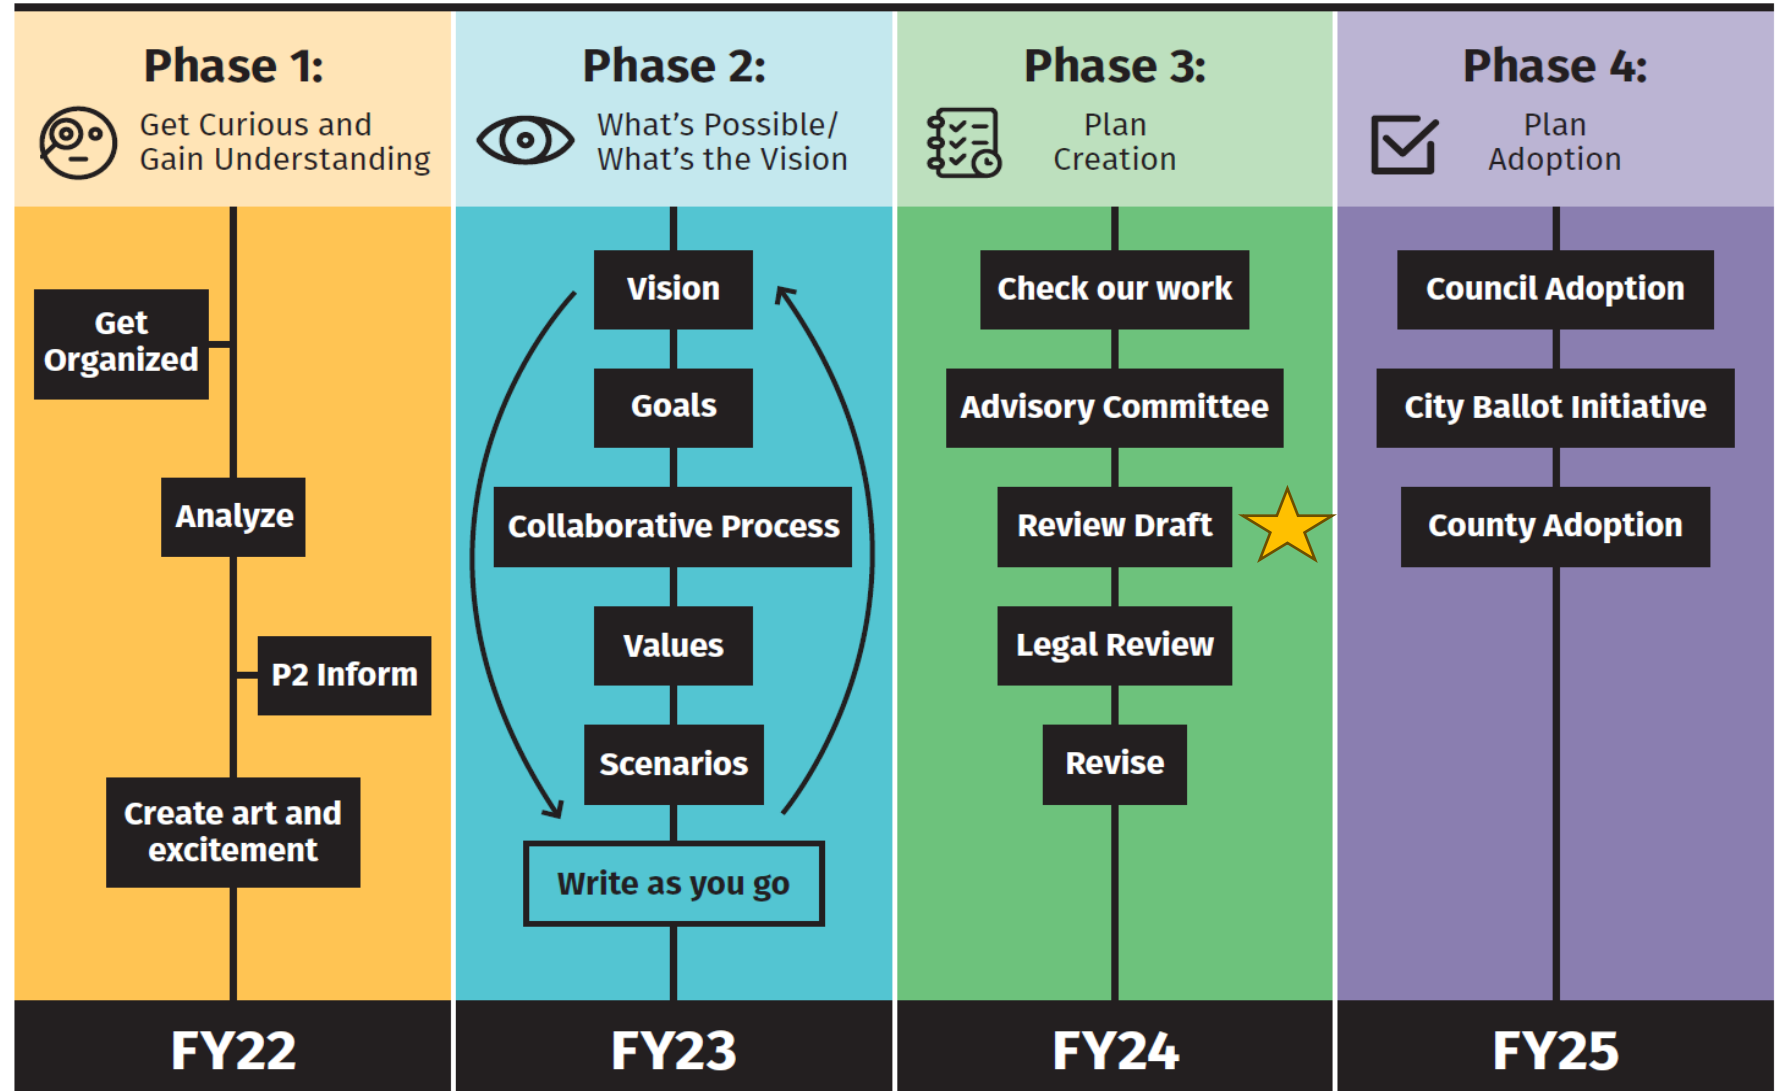 Phase 1:
Get Curious and
Gain Understanding
Get
Organized
Analyze
P2 Inform
Create art and
excitement
FY22
Phase 2:
What's Possible/
What's the Vision
Vision
Goals
Collaborative Process
Values
Scenarios
Write as you go
FY23
Phase 3:
Plan
Creation
Check our work
Advisory Committee
Review Draft
Legal Review
Revise
FY24
Phase 4:
Plan
Adoption
Council Adoption
City Ballot Initiative
County Adoption
FY25